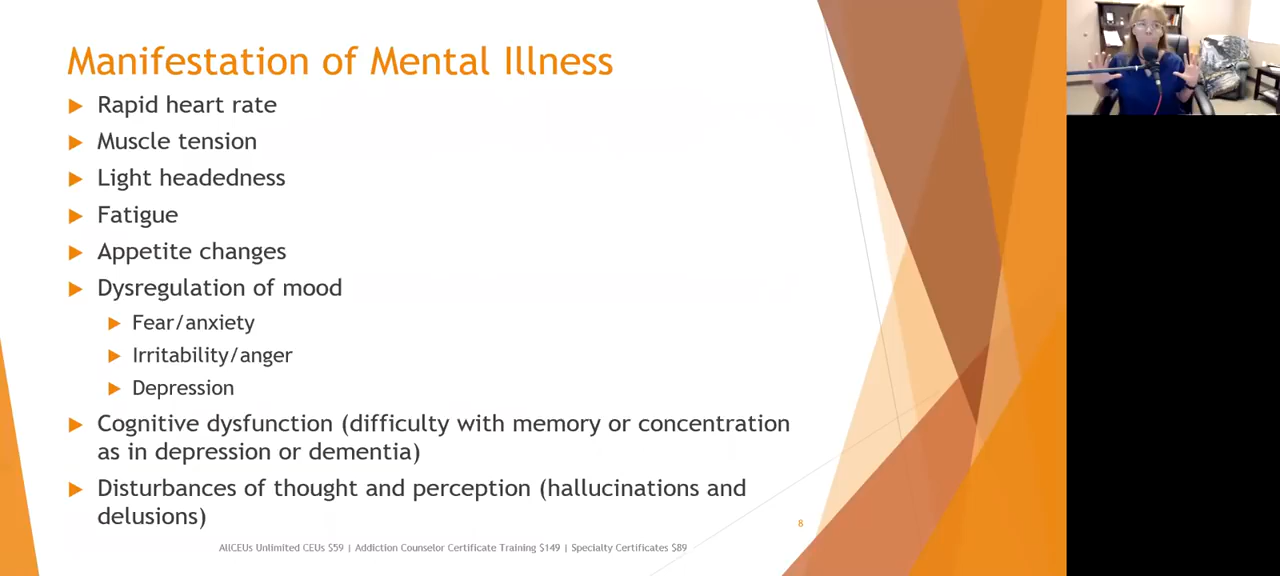 Manifestation of Mental Illness
Rapid heart rate
Muscle tension
Light headedness
Fatigue
Appetite changes
Dysregulation of mood
Fear/anxiety
Irritability/anger
Depression
Cognitive dysfunction (difficulty with memory or concentration
as in depression or dementia)
Disturbances of thought and perception (hallucinations and
delusions)
8
AllCEUs Unlimited CEUs $59 | Addiction Counselor Certificate Training $149 | Specialty Certificates $89